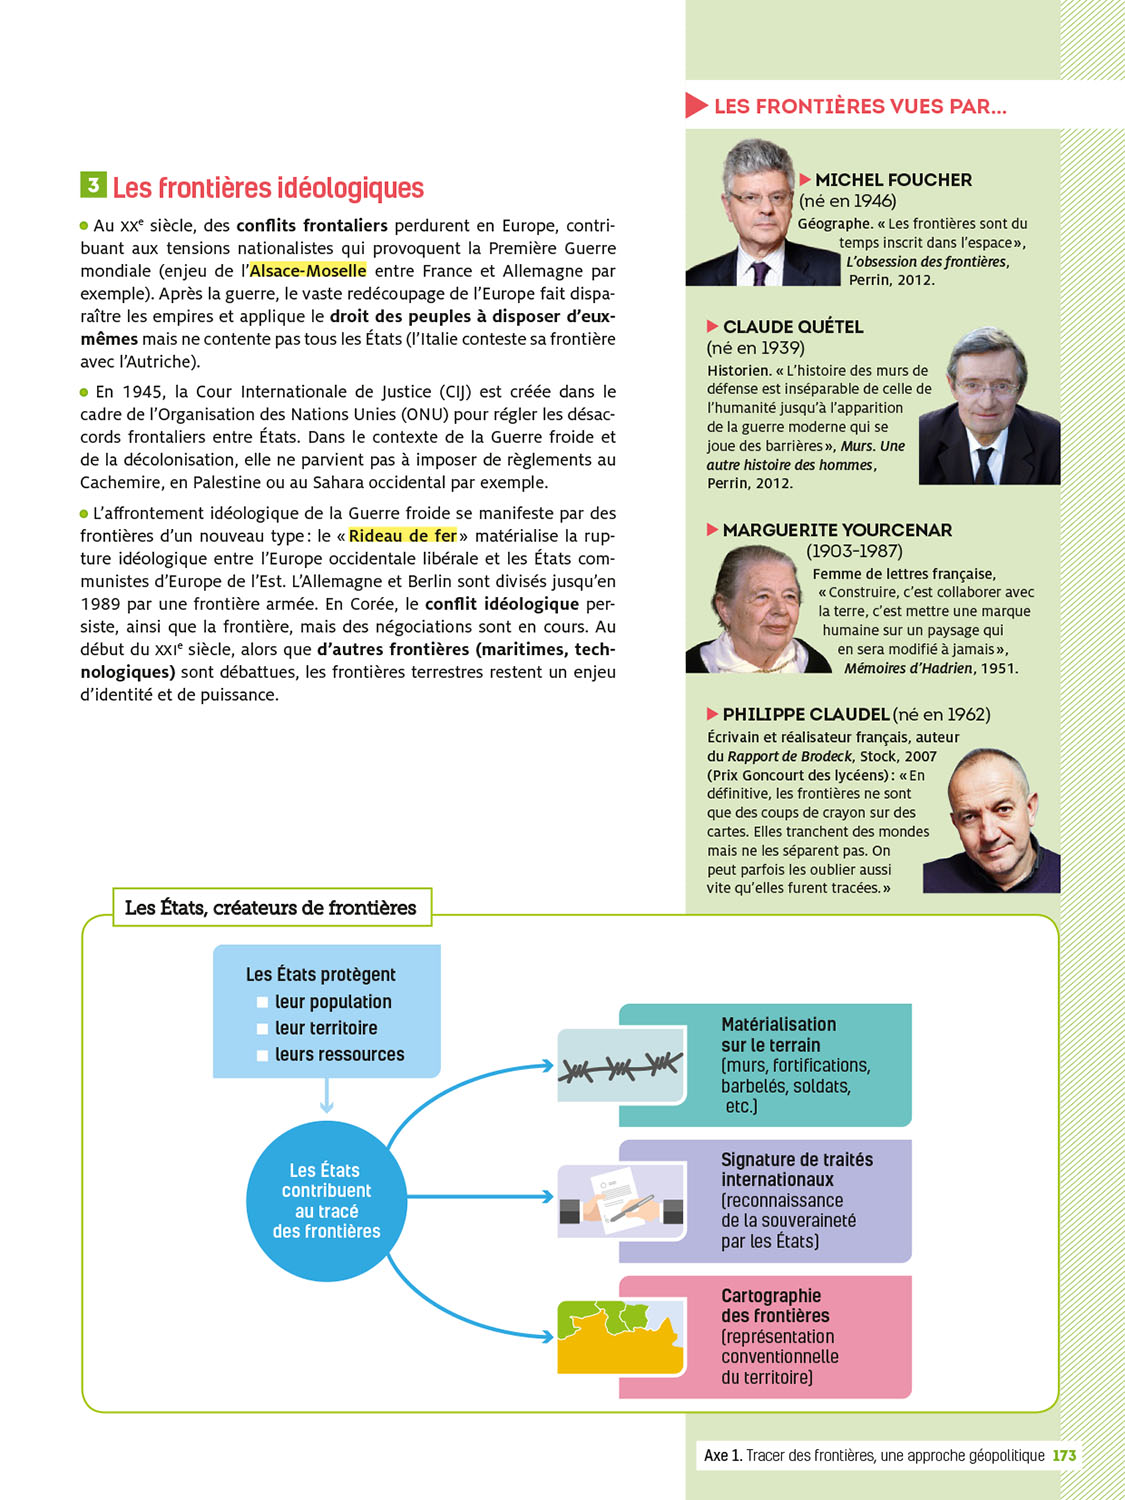 3 Les frontières idéologiques
• Au XXe siècle, des conflits frontaliers perdurent en Europe, contri-
buant aux tensions nationalistes qui provoquent la Première Guerre
mondiale (enjeu de l'Alsace-Moselle entre France et Allemagne par
exemple). Après la guerre, le vaste redécoupage de l'Europe fait dispa-
raître les empires et applique le droit des peuples à disposer d'eux-
mêmes mais ne contente pas tous les États (l'Italie conteste sa frontière
avec l'Autriche).
• En 1945, la Cour Internationale de Justice (CIJ) est créée dans le
cadre de l'Organisation des Nations Unies (ONU) pour régler les désac-
cords frontaliers entre États. Dans le contexte de la Guerre froide et
de la décolonisation, elle ne parvient pas à imposer de règlements au
Cachemire, en Palestine ou au Sahara occidental par exemple.
• L'affrontement idéologique de la Guerre froide se manifeste par des
frontières d'un nouveau type : le « Rideau de fer » matérialise la rup-
ture idéologique entre l'Europe occidentale libérale et les États com-
munistes d'Europe de l'Est. L'Allemagne et Berlin sont divisés jusqu'en
1989 par une frontière armée. En Corée, le conflit idéologique per-
siste, ainsi que la frontière, mais des négociations sont en cours. Au
début du XXIe siècle, alors que d'autres frontières (maritimes, tech-
nologiques) sont débattues, les frontières terrestres restent un enjeu
d'identité et de puissance.
LES FRONTIÈRES VUES PAR...
MICHEL FOUCHER
(né en 1946)
Géographe. « Les frontières sont du
temps inscrit dans l'espace »,
L'obsession des frontières,
Perrin, 2012.
CLAUDE QUÉTEL
(né en 1939)
Historien. « L'histoire des murs de
défense est inséparable de celle de
l'humanité jusqu'à l'apparition
de la guerre moderne qui se
joue des barrières », Murs. Une
autre histoire des hommes,
Perrin, 2012.
MARGUERITE YOURCENAR
(1903-1987)
Femme de lettres française,
« Construire, c'est collaborer avec
la terre, c'est mettre une marque
humaine sur un paysage qui
en sera modifié à jamais »,
Mémoires d'Hadrien, 1951.
PHILIPPE CLAUDEL (né en 1962)
Écrivain et réalisateur français, auteur
du Rapport de Brodeck, Stock, 2007
(Prix Goncourt des lycéens) : « En
définitive, les frontières ne sont
que des coups de crayon sur des
cartes. Elles tranchent des mondes
mais ne les séparent pas. On
peut parfois les oublier aussi
vite qu'elles furent tracées. »
Les États, créateurs de frontières
Les États protègent
leur population
leur territoire
leurs ressources
Les États
contribuent
au tracé
des frontières
Matérialisation
sur le terrain
(murs, fortifications,
barbelés, soldats,
etc.)
Signature de traités
internationaux
(reconnaissance
de la souveraineté
par les États)
Cartographie
des frontières
(représentation
conventionnelle
du territoire)
Axe 1. Tracer des frontières, une approche géopolitique 173